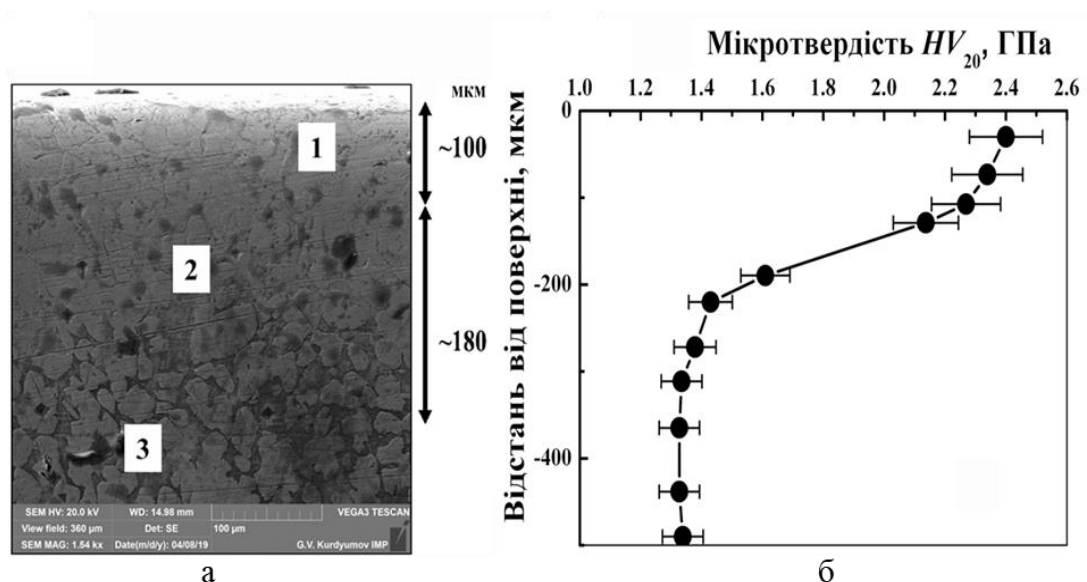 мкм
1
~100
2
~180
3
SEM HV: 20.0 kV WD: 14.98 mm VEGA3 TESCAN
View field: 360 µm Det: SE 100 µm
SEM MAG: 1.54 kx Date(m/d/y): 04/08/19 G.V. Kurdyumov IMP
а
Мікротвердість HV₂₀, ГПа
1.0 1.2 1.4 1.6 1.8 2.0 2.2 2.4 2.6
Відстань від поверхні, мкм
0
-200
-400
б